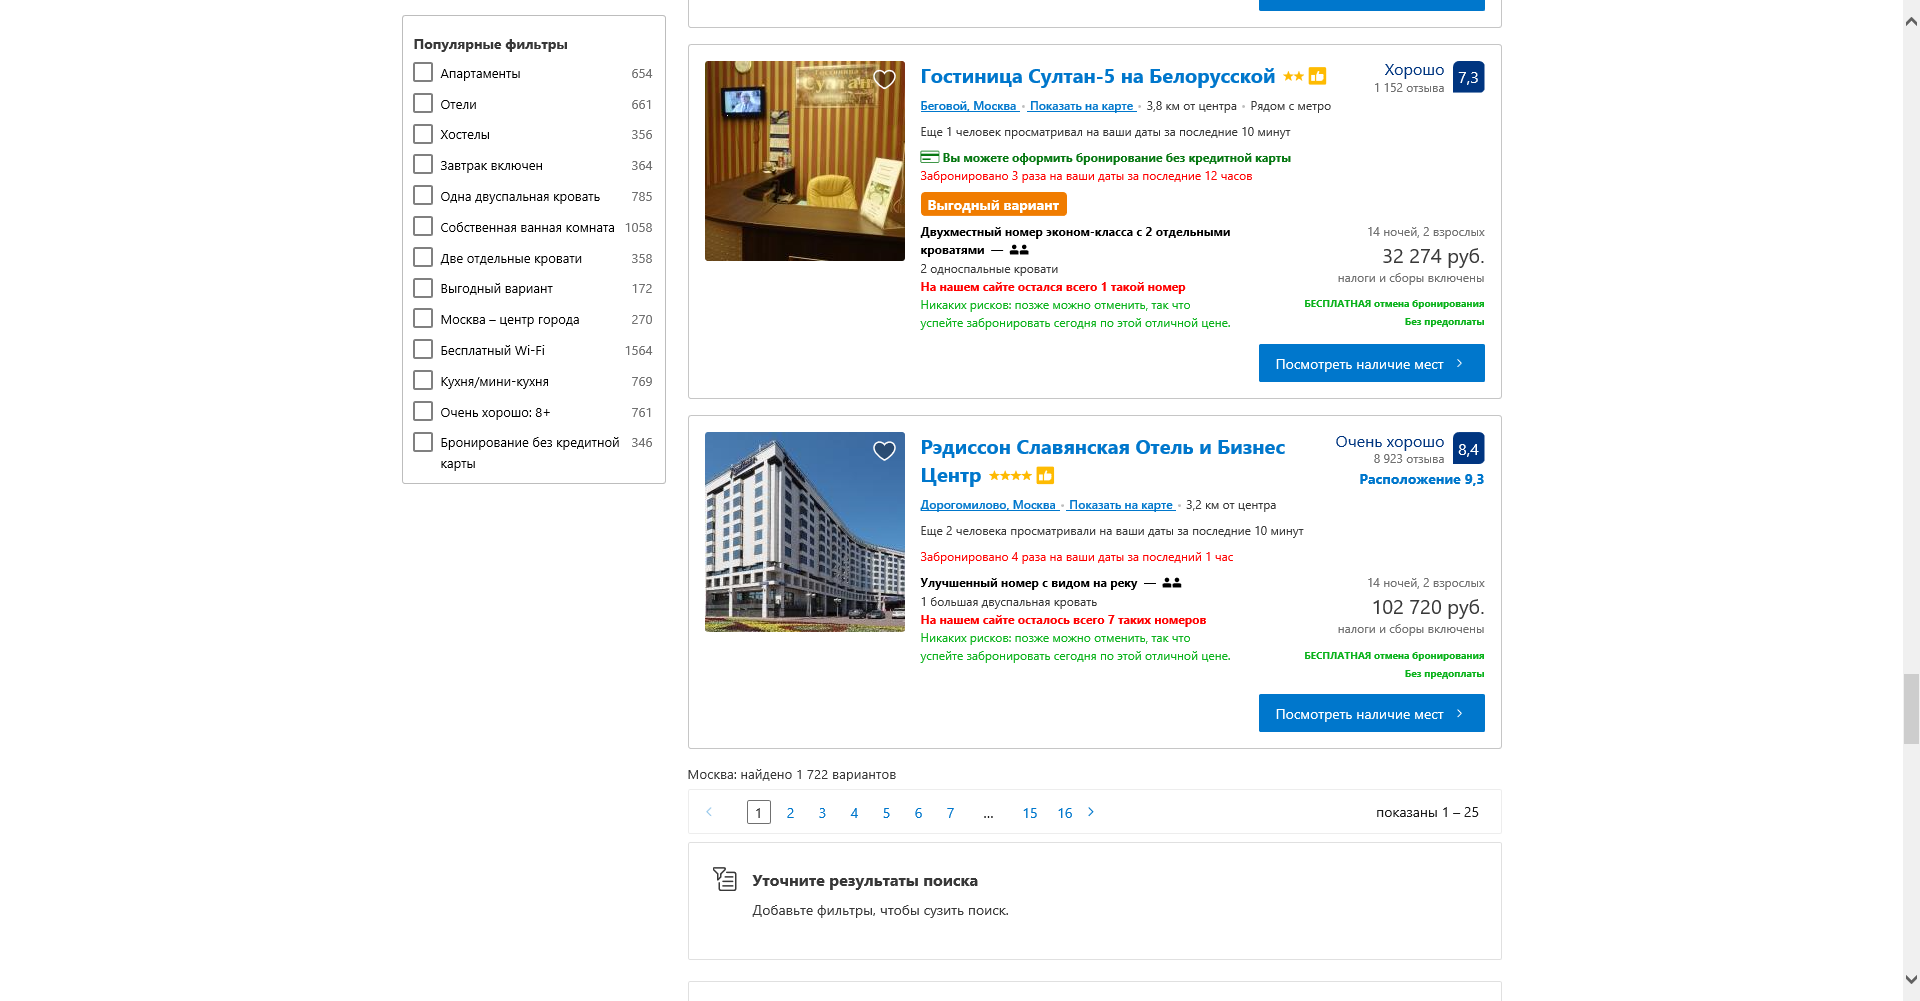 Популярные фильтры
Апартаменты 654
Отели 661
Хостелы 356
Завтрак включен 364
Одна двуспальная кровать 785
Собственная ванная комната 1058
Две отдельные кровати 358
Выгодный вариант 172
Москва – центр города 270
Бесплатный Wi-Fi 1564
Кухня/мини-кухня 769
Очень хорошо: 8+ 761
Бронирование без кредитной 346
карты
Гостиница
Султан
Гостиница Султан-5 на Белорусской
Хорошо 7,3
1 152 отзыва
Беговой, Москва • Показать на карте • 3,8 км от центра • Рядом с метро
Еще 1 человек просматривал на ваши даты за последние 10 минут
Вы можете оформить бронирование без кредитной карты
Забронировано 3 раза на ваши даты за последние 12 часов
Выгодный вариант
Двухместный номер эконом-класса с 2 отдельными
кроватями —
2 односпальные кровати
На нашем сайте остался всего 1 такой номер
Никаких рисков: позже можно отменить, так что
успейте забронировать сегодня по этой отличной цене.
14 ночей, 2 взрослых
32 274 руб.
налоги и сборы включены
БЕСПЛАТНАЯ отмена бронирования
Без предоплаты
Посмотреть наличие мест
Рэдиссон Славянская Отель и Бизнес
Центр
Очень хорошо 8,4
8 923 отзыва
Расположение 9,3
Дорогомилово, Москва • Показать на карте • 3,2 км от центра
Еще 2 человека просматривали на ваши даты за последние 10 минут
Забронировано 4 раза на ваши даты за последний 1 час
Улучшенный номер с видом на реку —
1 большая двуспальная кровать
На нашем сайте осталось всего 7 таких номеров
Никаких рисков: позже можно отменить, так что
успейте забронировать сегодня по этой отличной цене.
14 ночей, 2 взрослых
102 720 руб.
налоги и сборы включены
БЕСПЛАТНАЯ отмена бронирования
Без предоплаты
Посмотреть наличие мест
Москва: найдено 1 722 вариантов
1 2 3 4 5 6 7 ... 15 16
показаны 1 – 25
Уточните результаты поиска
Добавьте фильтры, чтобы сузить поиск.